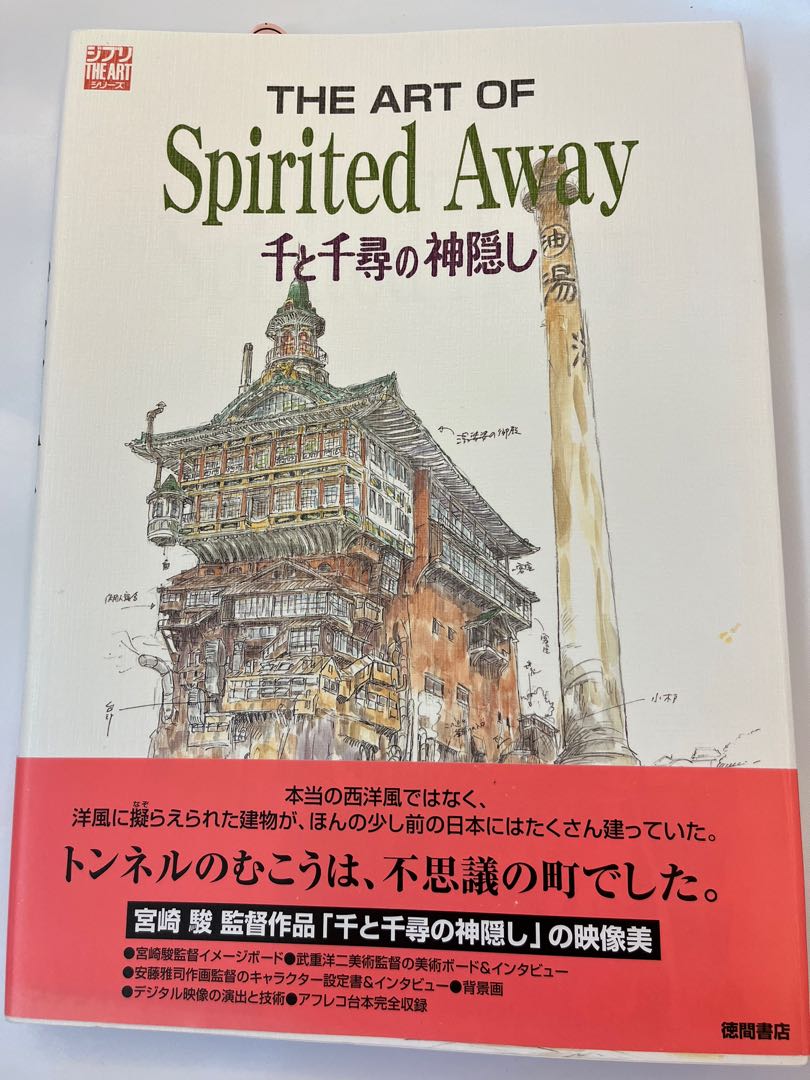 ジブリ
THE ART
シリーズ
THE ART OF
Spirited Away
千と千尋の神隠し
油
湯
本当の西洋風ではなく、
洋風に擬らえられた建物が、ほんの少し前の日本にはたくさん建っていた。
なぞ
トンネルのむこうは、不思議の町でした。
宮崎 駿 監督作品「千と千尋の神隠し」の映像美
●宮崎駿監督イメージボード●武重洋二美術監督の美術ボード&インタビュー
●安藤雅司作画監督のキャラクター設定書&インタビュー●背景画
●デジタル映像の演出と技術●アフレコ台本完全収録
徳間書店